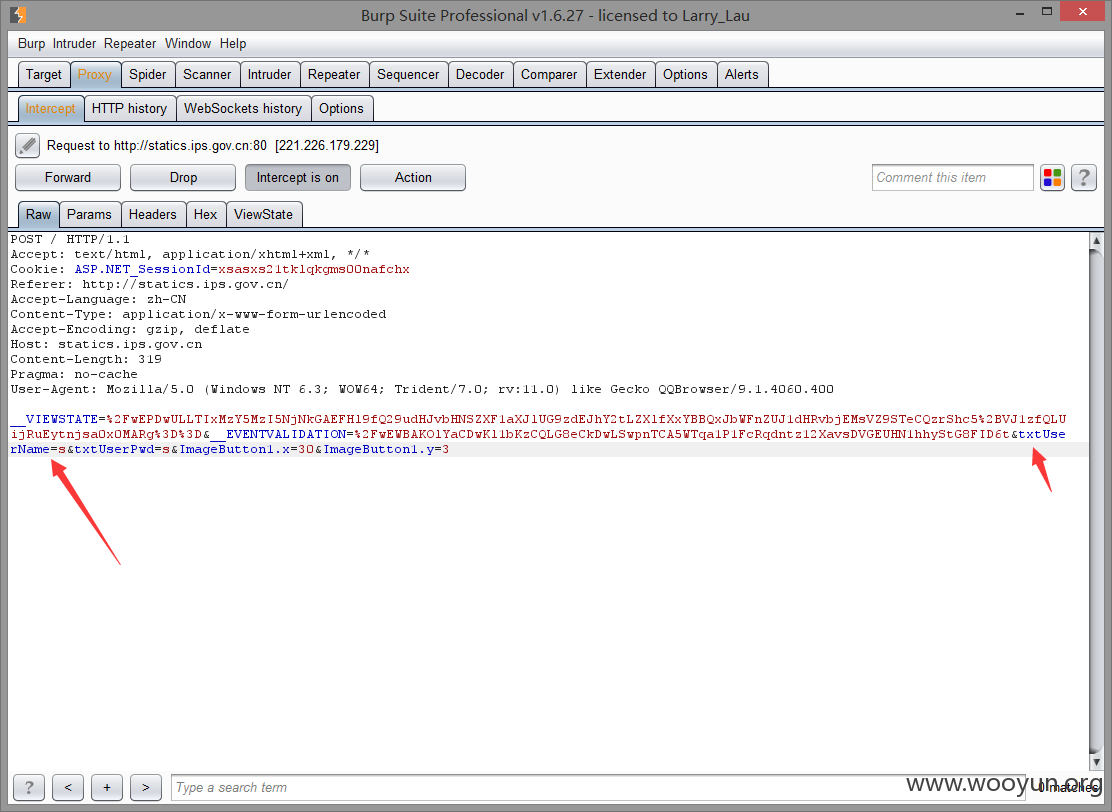 Burp Suite Professional v1.6.27 - licensed to Larry_Lau
Burp Intruder Repeater Window Help
Target Proxy Spider Scanner Intruder Repeater Sequencer Decoder Comparer Extender Options Alerts
Intercept HTTP history WebSockets history Options
Request to http://statics.ips.gov.cn:80 [221.226.179.229]
Forward Drop Intercept is on Action Comment this item ?
Raw Params Headers Hex ViewState
POST / HTTP/1.1
Accept: text/html, application/xhtml+xml, */*
Cookie: ASP.NET_SessionId=xsasxs21tklqkgms00nafchx
Referer: http://statics.ips.gov.cn/
Accept-Language: zh-CN
Content-Type: application/x-www-form-urlencoded
Accept-Encoding: gzip, deflate
Host: statics.ips.gov.cn
Content-Length: 319
Pragma: no-cache
User-Agent: Mozilla/5.0 (Windows NT 6.3; WOW64; Trident/7.0; rv:11.0) like Gecko QQBrowser/9.1.4060.400
__VIEWSTATE=%2FwEPDwULLTIxMzY5MzI5NjNkGAEFHl9fQ29udHJvbHNSZXF1aXJlUG9zdEJhY2tLZXlfXxYBBQxJbWFnZUJ1dHRvbjEMsVZ9STeCQzrShc5%2BVJ1zfQLU
ijRuEytnjsaOxOMARg%3D%3D&__EVENTVALIDATION=%2FwEWBAKO1YaCDwKl1bKzCQLG8eCkDwLSwpnTCA5WTqa1P1FcRqdntz12XavsDVGEUHN1hhyStG8FID6t&txtUse
rName=s&txtUserPwd=s&ImageButton1.x=30&ImageButton1.y=3
? < + > Type a search term 0 matches
www.wooyun.org